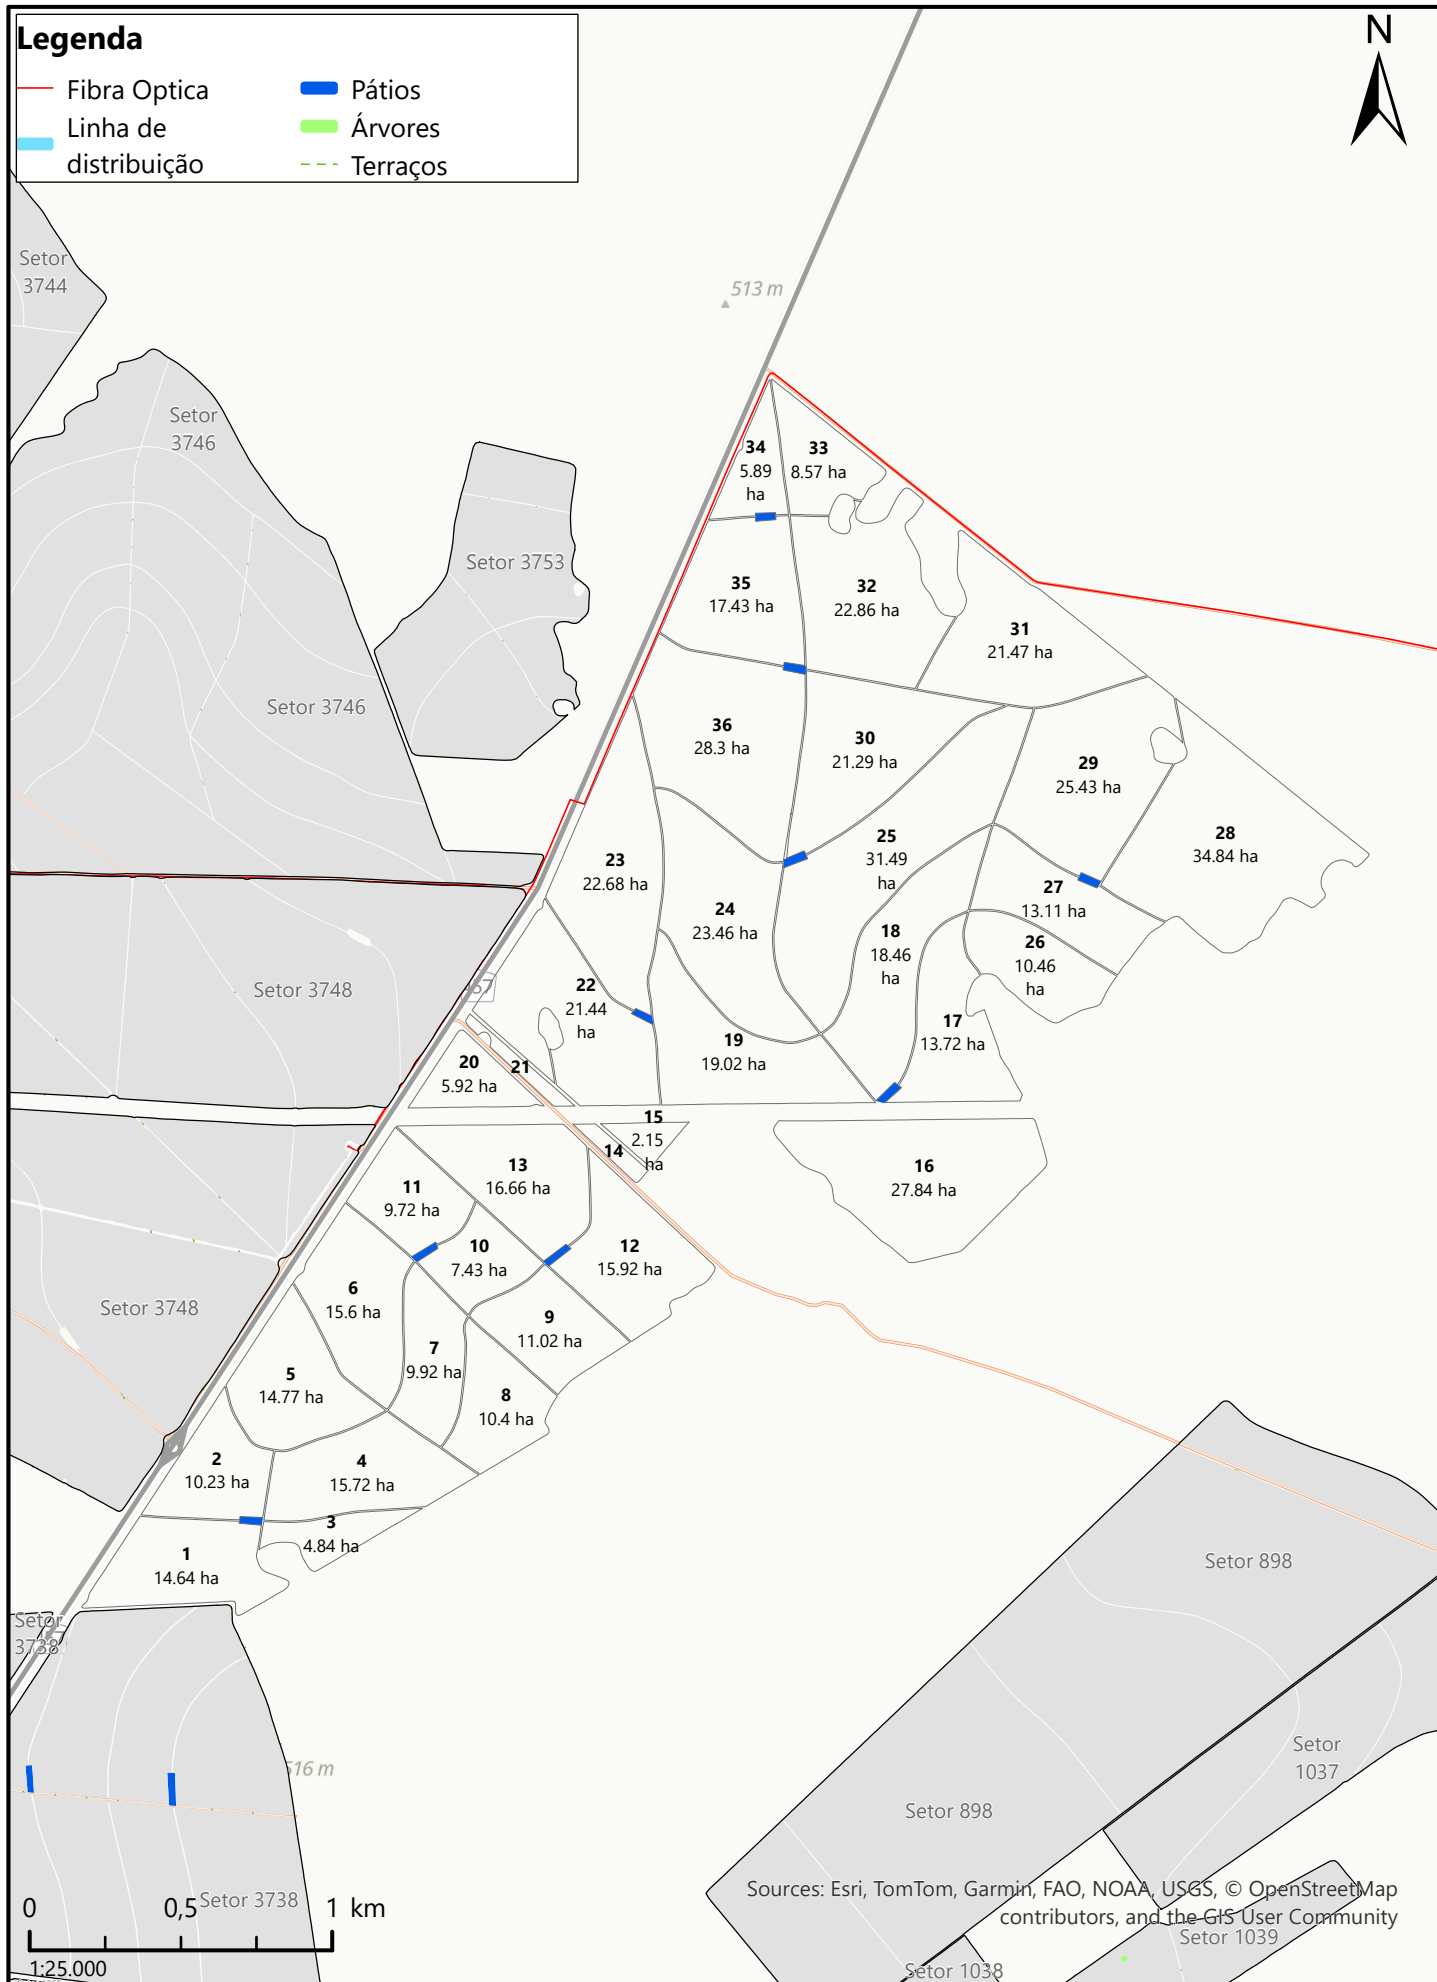 Legenda
Fibra Optica
Linha de
distribuição
Pátios
Árvores
Terraços
N
Setor
3744
513 m
Setor
3746
34
5.89
ha
33
8.57 ha
Setor 3753
35
17.43 ha
32
22.86 ha
31
21.47 ha
Setor 3746
36
28.3 ha
30
21.29 ha
29
25.43 ha
28
34.84 ha
25
31.49
ha
23
22.68 ha
27
13.11 ha
24
23.46 ha
18
18.46
ha
26
10.46
ha
Setor 3748
22
21.44
ha
17
13.72 ha
19
19.02 ha
20
5.92 ha
21
15
2.15
ha
14
13
16.66 ha
16
27.84 ha
11
9.72 ha
10
7.43 ha
12
15.92 ha
6
15.6 ha
Setor 3748
9
11.02 ha
7
9.92 ha
5
14.77 ha
8
10.4 ha
2
10.23 ha
4
15.72 ha
3
4.84 ha
1
14.64 ha
Setor 898
Setor
3738
Setor
1037
516 m
Setor 898
Setor 3738
0 0,5 1 km
1:25.000
Sources: Esri, TomTom, Garmin, FAO, NOAA, USGS, © OpenStreetMap
contributors, and the GIS User Community
Setor 1039
Setor 1038